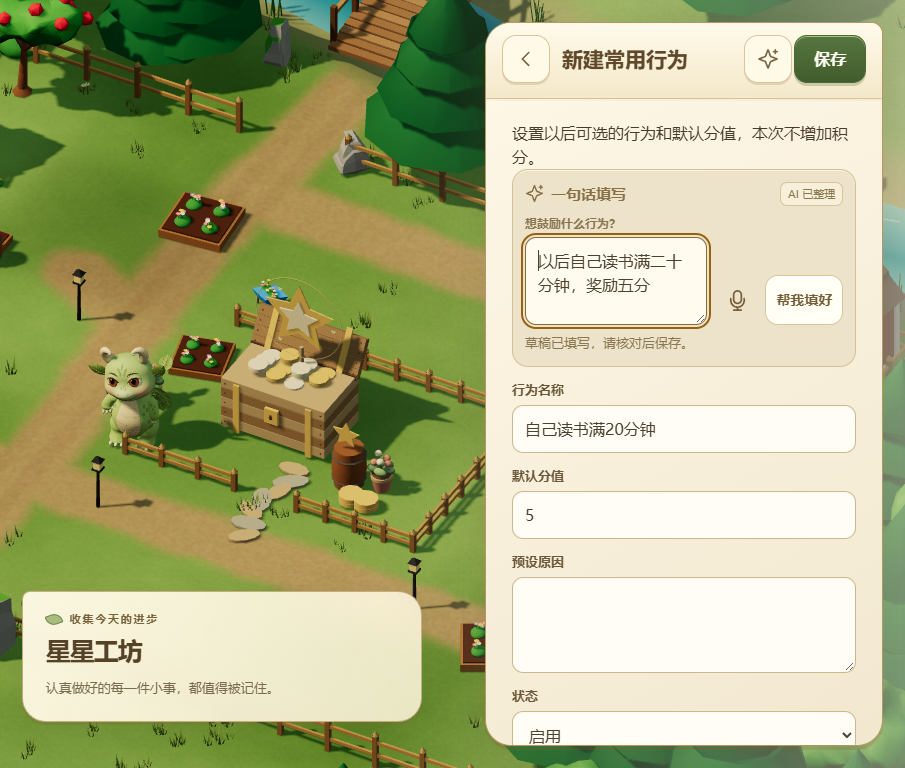 新建常用行为
保存
设置以后可选的行为和默认分值，本次不增加积
分。
一句话填写
AI 已整理
想鼓励什么行为？
以后自己读书满二十
分钟，奖励五分
帮我填好
草稿已填写，请核对后保存。
行为名称
自己读书满20分钟
默认分值
5
预设原因
状态
启用
收集今天的进步
星星工坊
认真做好的每一件小事，都值得被记住。